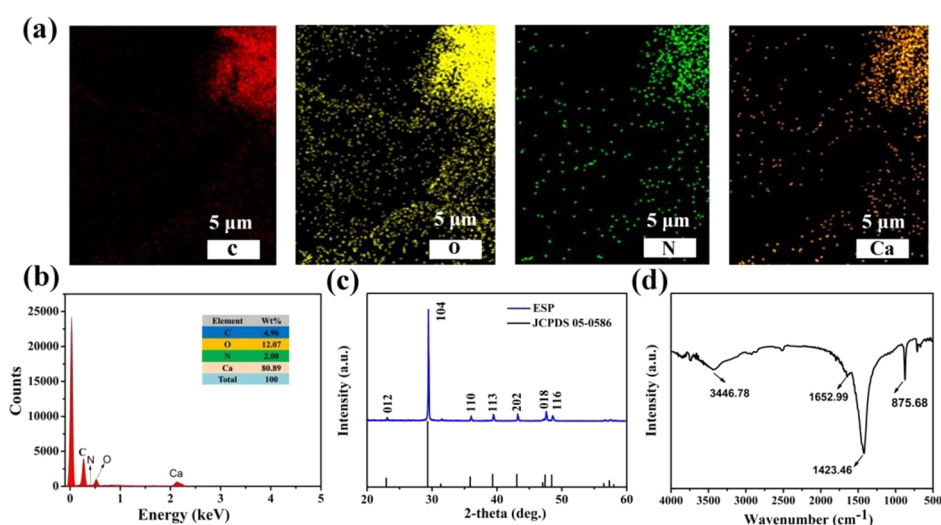 (a)
5 μm
c
5 μm
o
5 μm
N
5 μm
Ca
(b)
Counts
25000
20000
15000
10000
5000
0
Element Wt%
C 4.96
O 12.07
N 2.08
Ca 80.89
Total 100
C
N
O
Ca
0 1 2 3 4 5
Energy (keV)
(c)
Intensity (a.u.)
ESP
JCPDS 05-0586
012
104
110
113
202
018
116
20 30 40 50 60
2-theta (deg.)
(d)
Intensity (a.u.)
3446.78
1652.99
1423.46
875.68
4000 3500 3000 2500 2000 1500 1000 500
Wavenumber (cm-1)